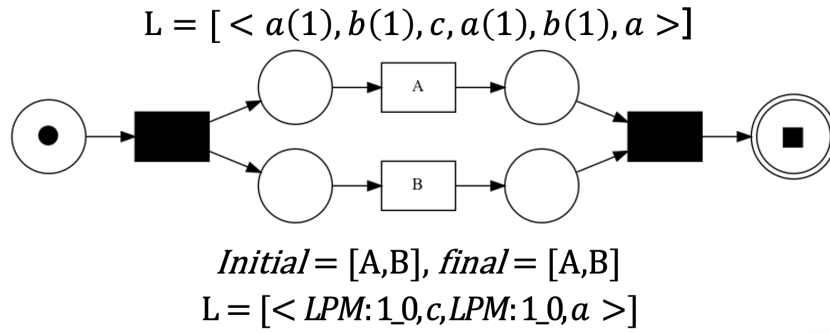 L = [ < a(1), b(1), c, a(1), b(1), a >]
A
B
Initial = [A,B], final = [A,B]
L = [< LPM:1_0,c,LPM:1_0,a >]